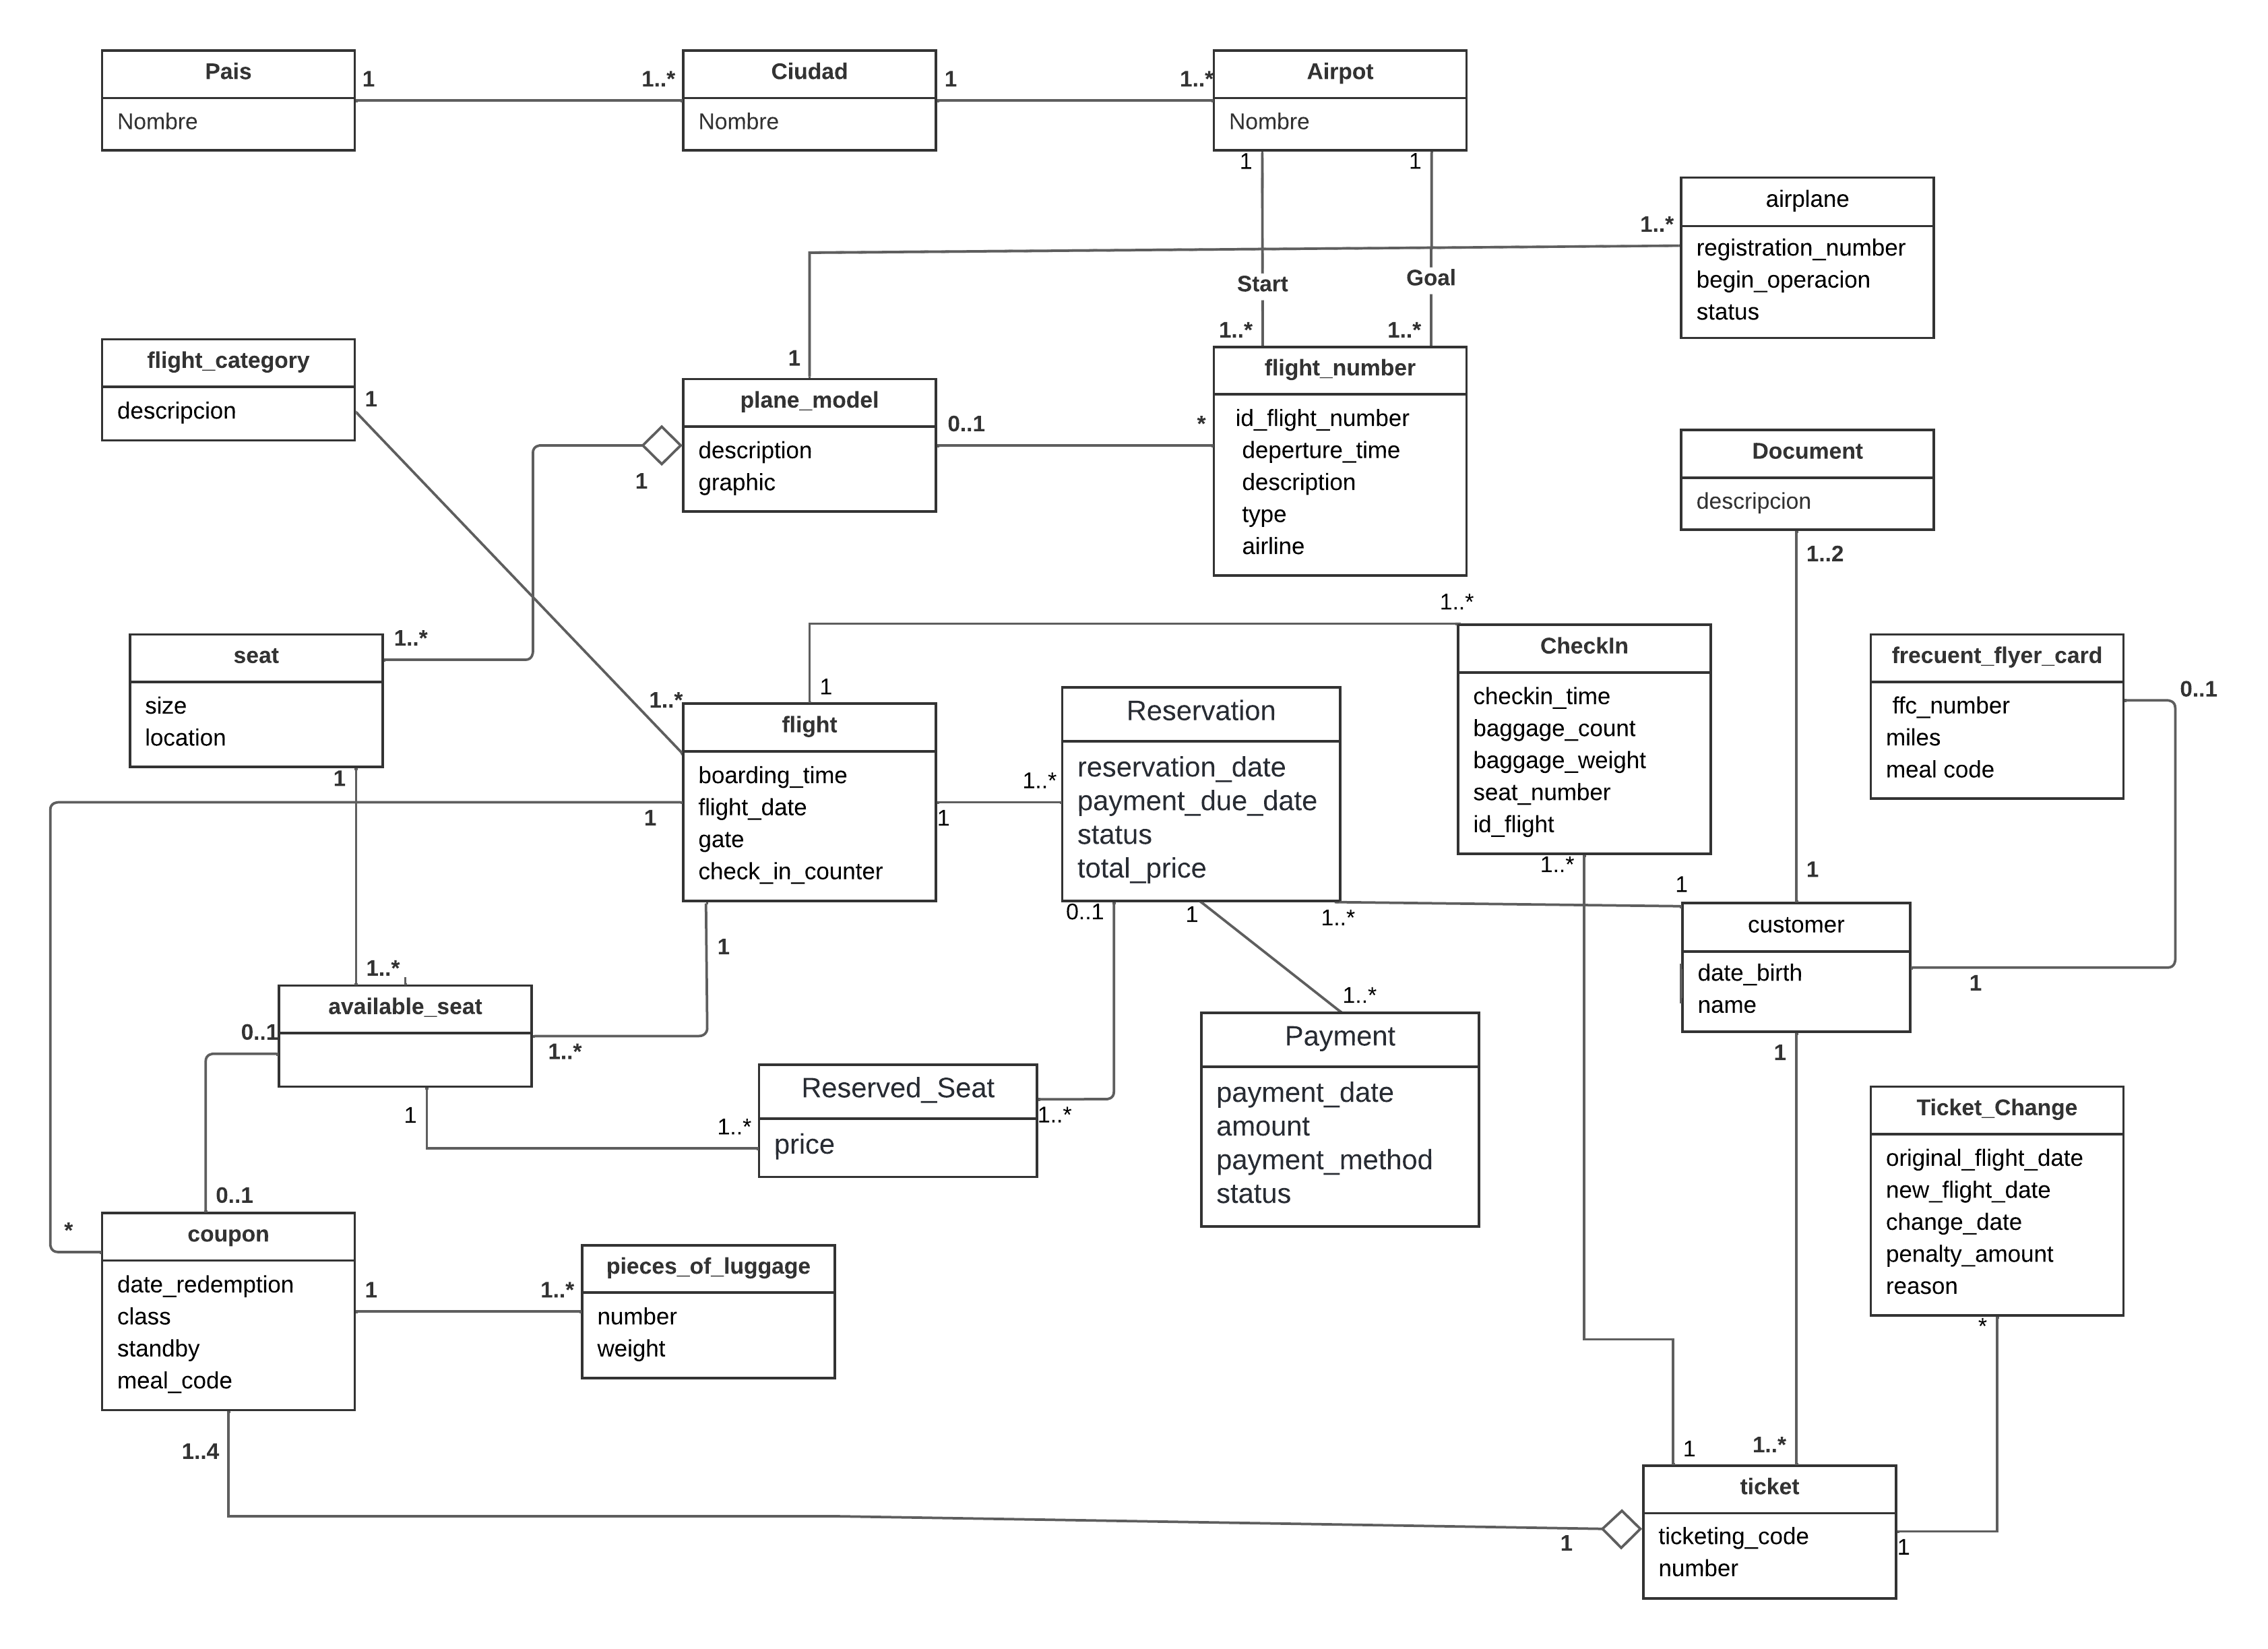 Pais
Nombre
1
1..*
Ciudad
Nombre
1
1..*
Airpot
Nombre
1
1
Start
Goal
1..*
1..*
airplane
registration_number
begin_operacion
status
1..*
1
flight_category
descripcion
1
plane_model
description
graphic
1
0..1
*
flight_number
id_flight_number
deperture_time
description
type
airline
Document
descripcion
1..2
1
seat
size
location
1..*
1
1..*
1
1..*
flight
boarding_time
flight_date
gate
check_in_counter
1
1
1..*
1
Reservation
reservation_date
payment_due_date
status
total_price
0..1
1
1..*
1
CheckIn
checkin_time
baggage_count
baggage_weight
seat_number
id_flight
1..*
frecuent_flyer_card
ffc_number
miles
meal code
0..1
1
customer
date_birth
name
1
1..*
available_seat
0..1
1..*
1
1..*
Reserved_Seat
price
1..*
1..*
Payment
payment_date
amount
payment_method
status
Ticket_Change
original_flight_date
new_flight_date
change_date
penalty_amount
reason
*
0..1
*
coupon
date_redemption
class
standby
meal_code
1
1..*
pieces_of_luggage
number
weight
1..4
1
1
1..*
ticket
ticketing_code
number
1